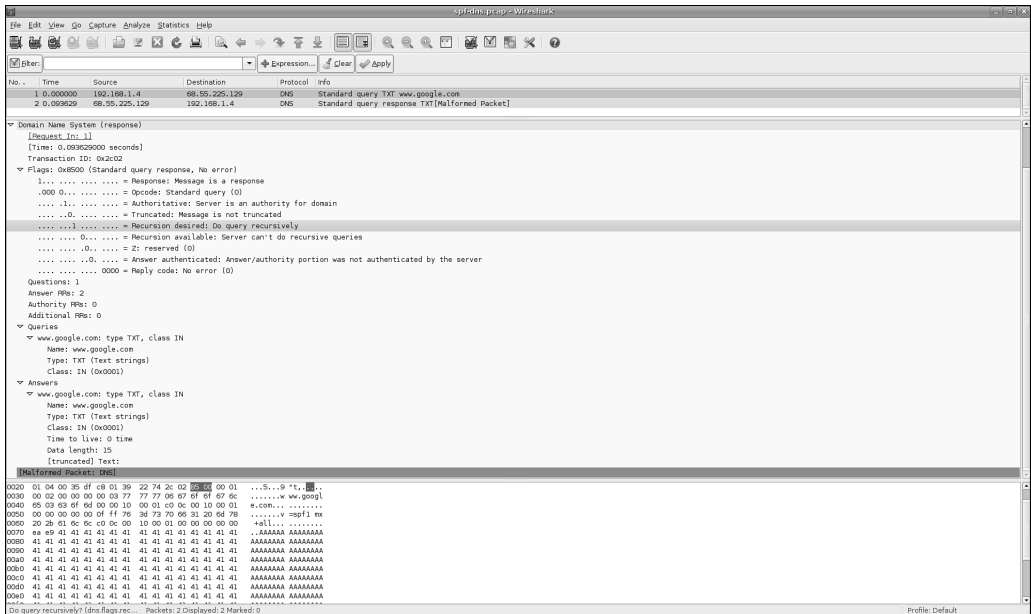 spf-dns.pcap - Wireshark
File Edit View Go Capture Analyze Statistics Help
Filter: Expression... Clear Apply
No. . Time Source Destination Protocol Info
1 0.000000 192.168.1.4 68.55.225.129 DNS Standard query TXT www.google.com
2 0.093629 68.55.225.129 192.168.1.4 DNS Standard query response TXT[Malformed Packet]
Domain Name System (response)
[Request In: 1]
[Time: 0.093629000 seconds]
Transaction ID: 0x2c02
Flags: 0x8500 (Standard query response, No error)
1... .... .... .... = Response: Message is a response
.000 0... .... .... = Opcode: Standard query (0)
.... .1.. .... .... = Authoritative: Server is an authority for domain
.... ..0. .... .... = Truncated: Message is not truncated
.... ...1 .... .... = Recursion desired: Do query recursively
.... .... 0... .... = Recursion available: Server can't do recursive queries
.... .... .0.. .... = Z: reserved (0)
.... .... ..0. .... = Answer authenticated: Answer/authority portion was not authenticated by the server
.... .... .... 0000 = Reply code: No error (0)
Questions: 1
Answer RRs: 2
Authority RRs: 0
Additional RRs: 0
Queries
www.google.com: type TXT, class IN
Name: www.google.com
Type: TXT (Text strings)
Class: IN (0x0001)
Answers
www.google.com: type TXT, class IN
Name: www.google.com
Type: TXT (Text strings)
Class: IN (0x0001)
Time to live: 0 time
Data length: 15
[truncated] Text:
[Malformed Packet: DNS]
0020 01 04 00 35 df c8 01 39 22 74 2c 02 85 00 00 01 ...5...9 "t,.....
0030 00 02 00 00 00 00 03 77 77 77 06 67 6f 6f 67 6c .......w ww.googl
0040 65 03 63 6f 6d 00 00 10 00 01 c0 0c 00 10 00 01 e.com... ........
0050 00 00 00 00 00 0f ff 76 3d 73 70 66 31 20 6d 78 .......v =spf1 mx
0060 20 2b 61 6c 6c c0 0c 00 10 00 01 00 00 00 00 00 +all... ........
0070 ea e9 41 41 41 41 41 41 41 41 41 41 41 41 41 41 ..AAAAAA AAAAAAAA
0080 41 41 41 41 41 41 41 41 41 41 41 41 41 41 41 41 AAAAAAAA AAAAAAAA
0090 41 41 41 41 41 41 41 41 41 41 41 41 41 41 41 41 AAAAAAAA AAAAAAAA
00a0 41 41 41 41 41 41 41 41 41 41 41 41 41 41 41 41 AAAAAAAA AAAAAAAA
00b0 41 41 41 41 41 41 41 41 41 41 41 41 41 41 41 41 AAAAAAAA AAAAAAAA
00c0 41 41 41 41 41 41 41 41 41 41 41 41 41 41 41 41 AAAAAAAA AAAAAAAA
00d0 41 41 41 41 41 41 41 41 41 41 41 41 41 41 41 41 AAAAAAAA AAAAAAAA
00e0 41 41 41 41 41 41 41 41 41 41 41 41 41 41 41 41 AAAAAAAA AAAAAAAA
Do query recursively? (dns.flags.rec... Packets: 2 Displayed: 2 Marked: 0 Profile: Default